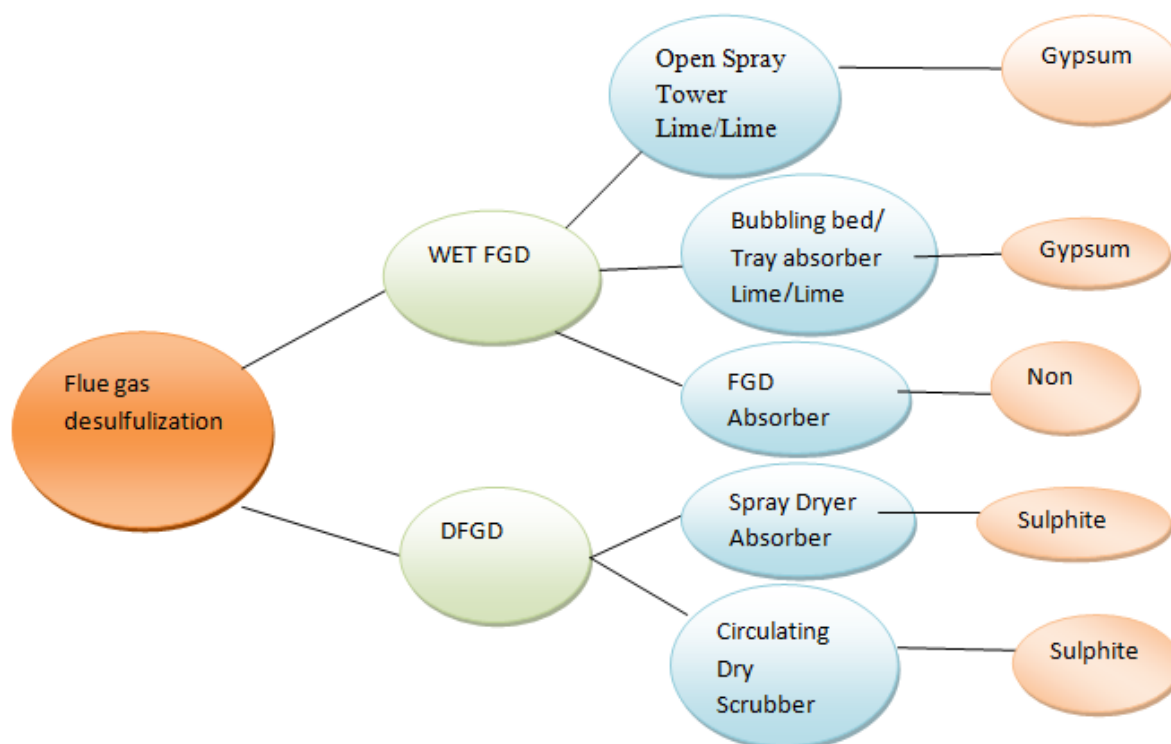 Flue gas
desulfulization
WET FGD
DFGD
Open Spray
Tower
Lime/Lime
Bubbling bed/
Tray absorber
Lime/Lime
FGD
Absorber
Spray Dryer
Absorber
Circulating
Dry
Scrubber
Gypsum
Gypsum
Non
Sulphite
Sulphite